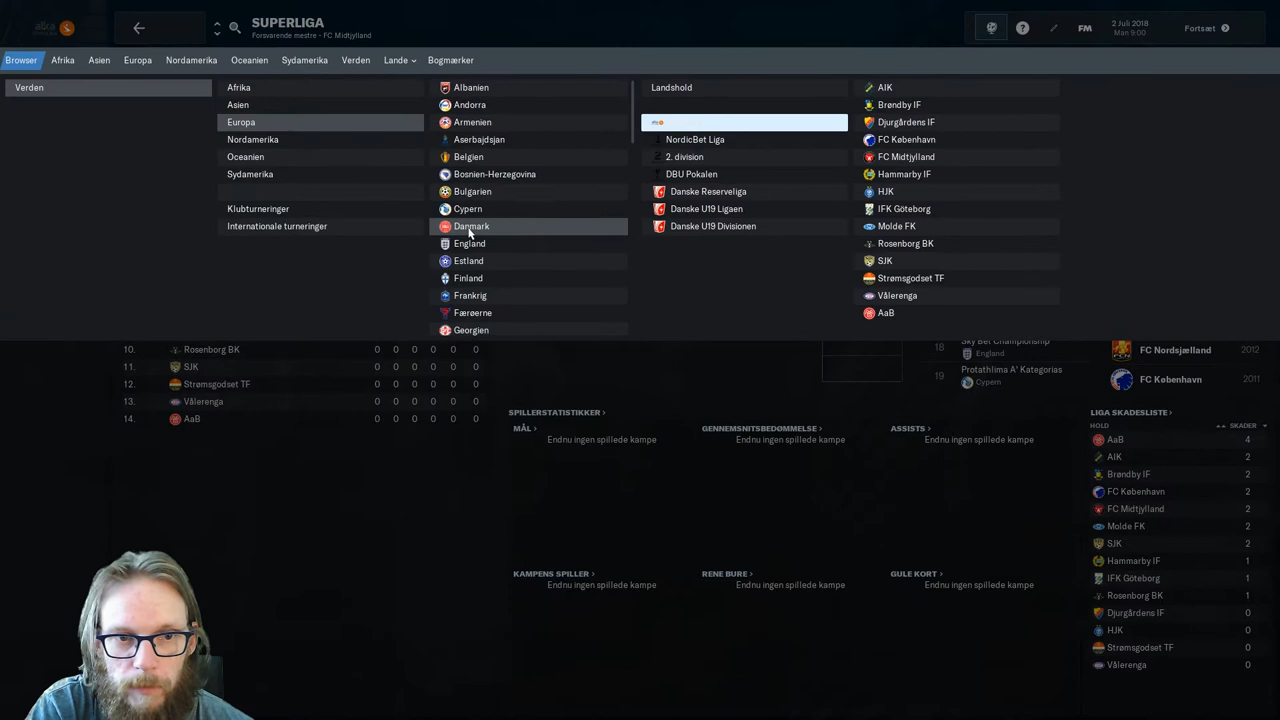 SUPERLIGA
Forsvarende mestre - FC Midtjylland
FM
2 Juli 2018
Man 9:00
Fortsæt
Browser
Afrika
Asien
Europa
Nordamerika
Oceanien
Sydamerika
Verden
Lande
Bogmærker
Verden
Afrika
Asien
Europa
Nordamerika
Oceanien
Sydamerika
Klubturneringer
Internationale turneringer
Albanien
Andorra
Armenien
Aserbajdsjan
Belgien
Bosnien-Herzegovina
Bulgarien
Cypern
Danmark
England
Estland
Finland
Frankrig
Færøerne
Georgien
Landshold
NordicBet Liga
2. division
DBU Pokalen
Danske Reserveliga
Danske U19 Ligaen
Danske U19 Divisionen
AIK
Brøndby IF
Djurgårdens IF
FC København
FC Midtjylland
Hammarby IF
HJK
IFK Göteborg
Molde FK
Rosenborg BK
SJK
Strømsgodset TF
Vålerenga
AaB
10. Rosenborg BK 0 0 0 0 0 0
11. SJK 0 0 0 0 0 0
12. Strømsgodset TF 0 0 0 0 0 0
13. Vålerenga 0 0 0 0 0 0
14. AaB 0 0 0 0 0 0
18 Sky Bet Championship
England
19 Protathlima A' Kategorias
Cypern
FC Nordsjælland 2012
FC København 2011
SPILLERSTATISTIKKER
MÅL
Endnu ingen spillede kampe
GENNEMSNITSBEDØMMELSE
Endnu ingen spillede kampe
ASSISTS
Endnu ingen spillede kampe
KAMPENS SPILLER
Endnu ingen spillede kampe
RENE BURE
Endnu ingen spillede kampe
GULE KORT
Endnu ingen spillede kampe
LIGA SKADESLISTE
HOLD SKADER
AaB 4
AIK 2
Brøndby IF 2
FC København 2
FC Midtjylland 2
Molde FK 2
SJK 2
Hammarby IF 1
IFK Göteborg 1
Rosenborg BK 1
Djurgårdens IF 0
HJK 0
Strømsgodset TF 0
Vålerenga 0